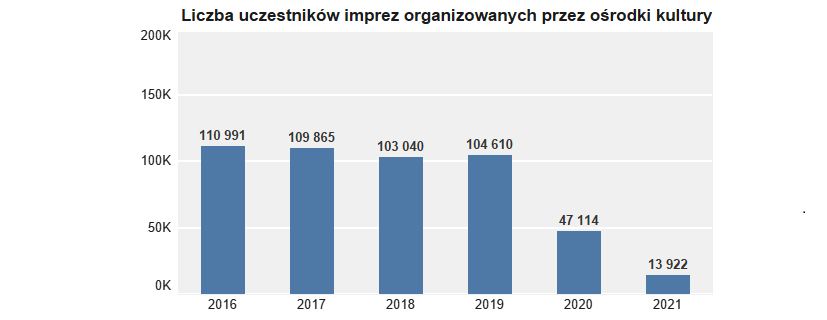 Liczba uczestników imprez organizowanych przez ośrodki kultury
200K
150K
100K
50K
0K
110 991
109 865
103 040
104 610
47 114
13 922
2016 2017 2018 2019 2020 2021
.